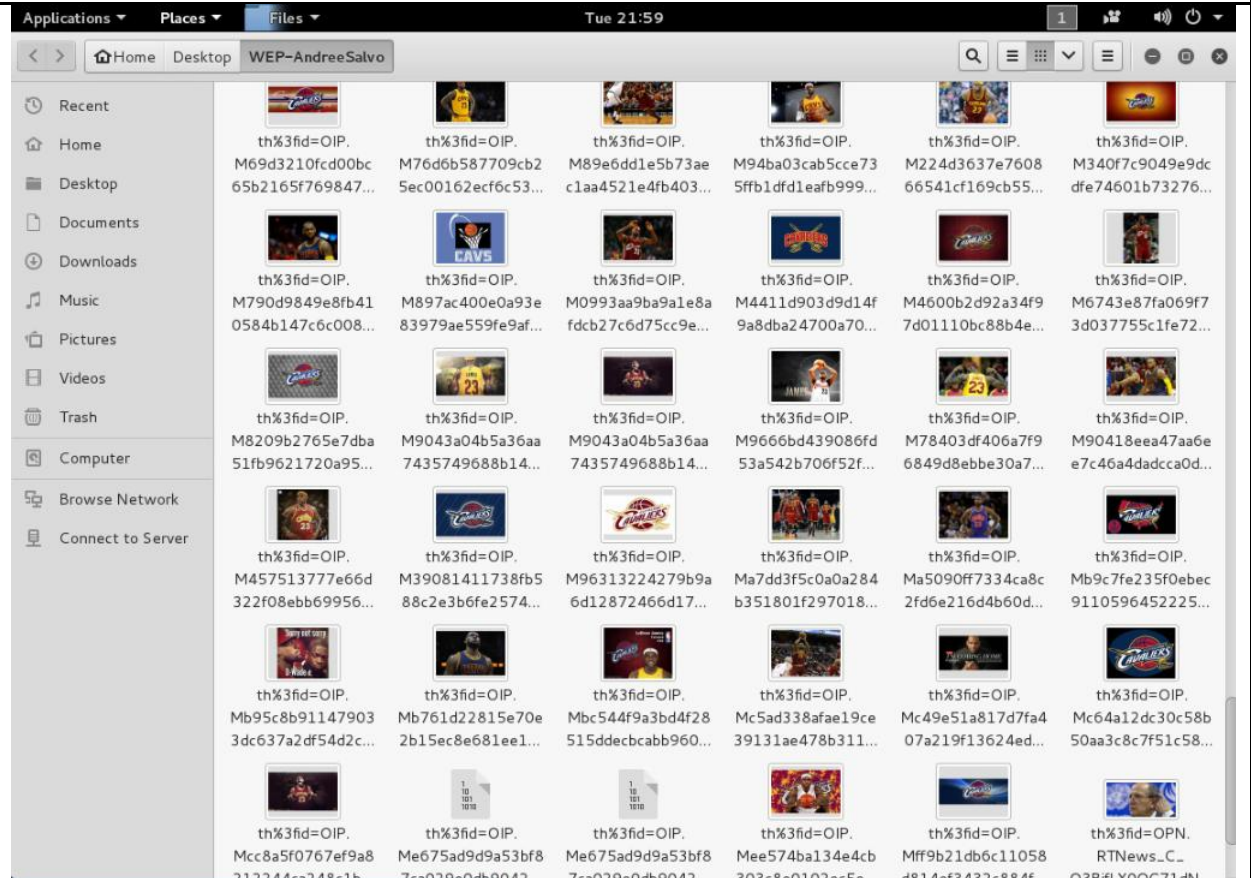 Applications Places Files Tue 21:59 1
Home Desktop WEP-AndreeSalvo
Recent
Home
Desktop
Documents
Downloads
Music
Pictures
Videos
Trash
Computer
Browse Network
Connect to Server
th%3fid=OIP. th%3fid=OIP. th%3fid=OIP. th%3fid=OIP. th%3fid=OIP. th%3fid=OIP.
M69d3210fcd00bc M76d6b587709cb2 M89e6dd1e5b73ae M94ba03cab5cce73 M224d3637e7608 M340f7c9049e9dc
65b2165f769847... 5ec00162ecf6c53... c1aa4521e4fb403... 5ffb1dfd1eafb999... 66541cf169cb55... dfe74601b73276...
CAVS
th%3fid=OIP. th%3fid=OIP. th%3fid=OIP. th%3fid=OIP. th%3fid=OIP. th%3fid=OIP.
M790d9849e8fb41 M897ac400e0a93e M0993aa9ba9a1e8a M4411d903d9d14f M4600b2d92a34f9 M6743e87fa069f7
0584b147c6c008... 83979ae559fe9af... fdcb27c6d75cc9e... 9a8dba24700a70... 7d01110bc88b4e... 3d037755c1fe72...
23
th%3fid=OIP. th%3fid=OIP. th%3fid=OIP. th%3fid=OIP. th%3fid=OIP. th%3fid=OIP.
M8209b2765e7dba M9043a04b5a36aa M9043a04b5a36aa M9666bd439086fd M78403df406a7f9 M90418eea47aa6e
51fb9621720a95... 7435749688b14... 7435749688b14... 53a542b706f52f... 6849d8ebbe30a7... e7c46a4dadcca0d...
CAVALIERS
th%3fid=OIP. th%3fid=OIP. th%3fid=OIP. th%3fid=OIP. th%3fid=OIP. th%3fid=OIP.
M457513777e66d M39081411738fb5 M96313224279b9a Ma7dd3f5c0a0a284 Ma5090ff7334ca8c Mb9c7fe235f0ebec
322f08ebb69956... 88c2e3b6fe2574... 6d12872466d17... b351801f297018... 2fd6e216d4b60d... 9110596452225...
Sorry not sorry
CAVALIERS
th%3fid=OIP. th%3fid=OIP. th%3fid=OIP. th%3fid=OIP. th%3fid=OIP. th%3fid=OIP.
Mb95c8b91147903 Mb761d22815e70e Mbc544f9a3bd4f28 Mc5ad338afae19ce Mc49e51a817d7fa4 Mc64a12dc30c58b
3dc637a2df54d2c... 2b15ec8e681ee1... 515ddecbcabb960... 39131ae478b311... 07a219f13624ed... 50aa3c8c7f51c58...
th%3fid=OIP. th%3fid=OIP. th%3fid=OIP. th%3fid=OIP. th%3fid=OIP. th%3fid=OPN.
Mcc8a5f0767ef9a8 Me675ad9d9a53bf8 Me675ad9d9a53bf8 Mee574ba134e4cb Mff9b21db6c11058 RTNews_C_